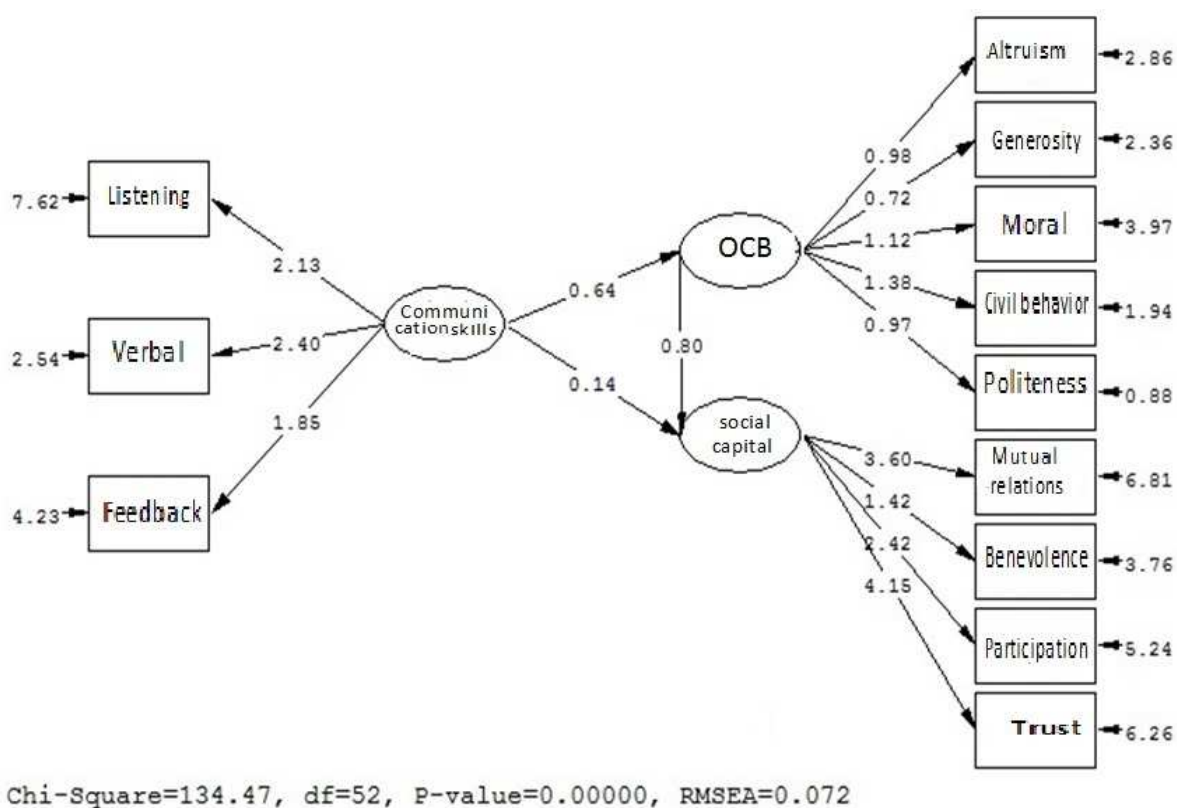 Altruism
2.86
Generosity
2.36
0.98
Listening
7.62
0.72
Moral
3.97
1.12
OCB
2.13
0.64
1.38
Civil behavior
1.94
Communi
cationskills
0.97
Verbal
2.54
2.40
0.80
0.14
Politeness
0.88
social
capital
1.85
3.60
Mutual
relations
6.81
1.42
Feedback
4.23
2.42
Benevolence
3.76
4.15
Participation
5.24
Trust
6.26
Chi-Square=134.47, df=52, P-value=0.00000, RMSEA=0.072